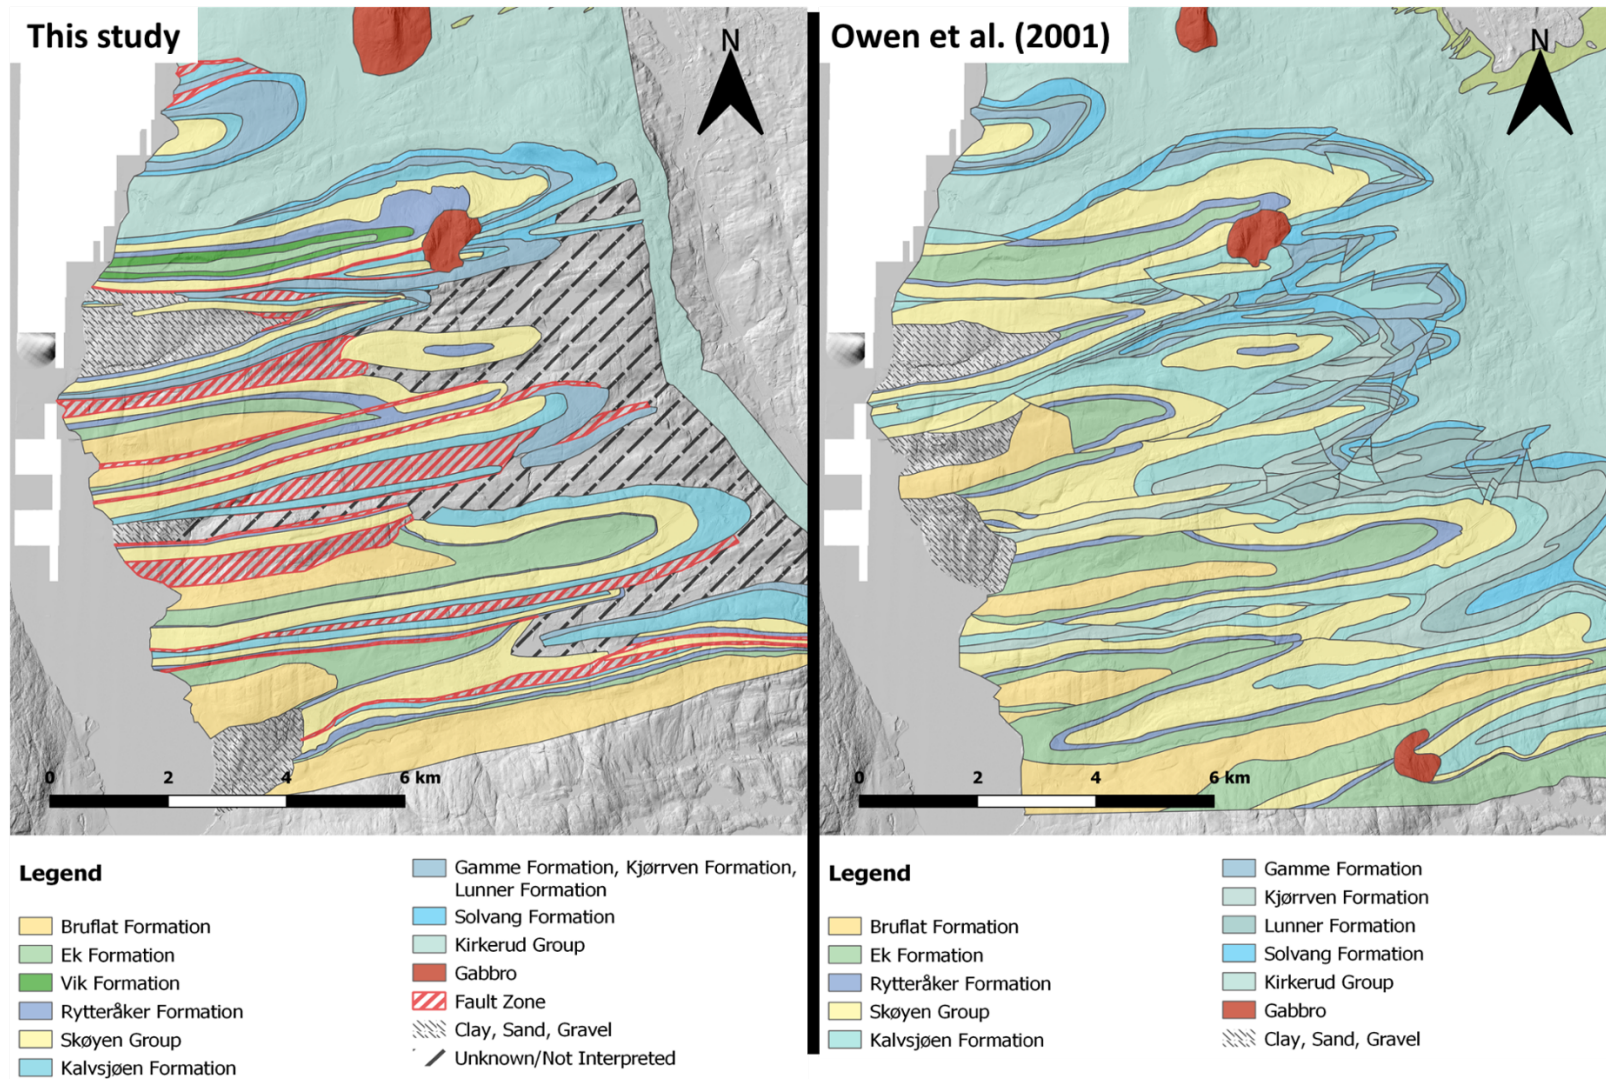 This study
N
0 2 4 6 km
Legend
Bruflat Formation
Ek Formation
Vik Formation
Rytteråker Formation
Skøyen Group
Kalvsjøen Formation
Gamme Formation, Kjørrven Formation,
Lunner Formation
Solvang Formation
Kirkerud Group
Gabbro
Fault Zone
Clay, Sand, Gravel
Unknown/Not Interpreted
Owen et al. (2001)
N
0 2 4 6 km
Legend
Bruflat Formation
Ek Formation
Rytteråker Formation
Skøyen Group
Kalvsjøen Formation
Gamme Formation
Kjørrven Formation
Lunner Formation
Solvang Formation
Kirkerud Group
Gabbro
Clay, Sand, Gravel